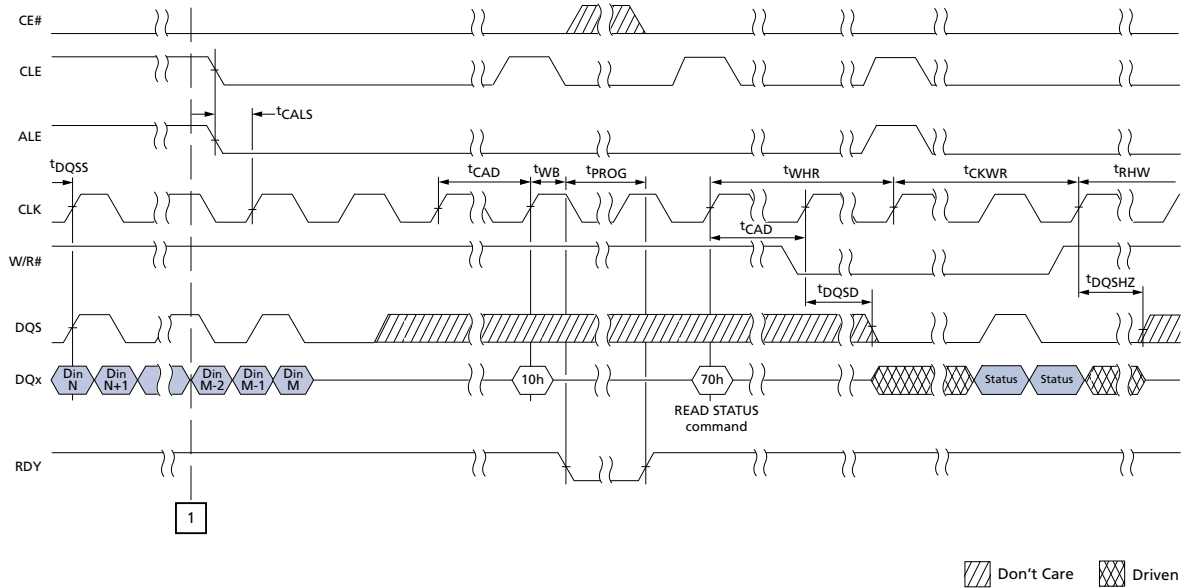 CE#
CLE
tCALS
ALE
tDQSS
tCAD
tWB
tPROG
tWHR
tCKWR
tRHW
CLK
tCAD
W/R#
tDQSD
tDQSHZ
DQS
DQx
Din N
Din N+1
Din M-2
Din M-1
Din M
10h
70h
Status
Status
READ STATUS
command
RDY
1
Don't Care
Driven